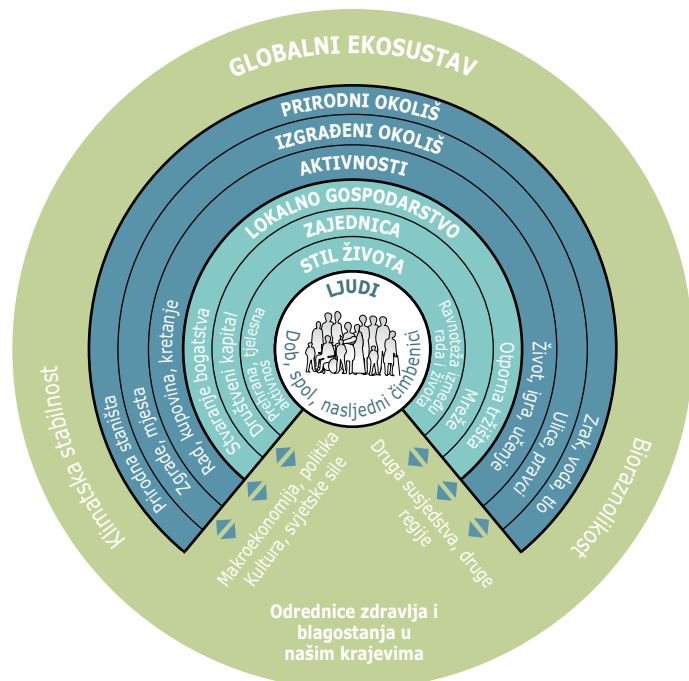 GLOBALNI EKOSUSTAV
PRIRODNI OKOLIŠ
IZGRAĐENI OKOLIŠ
AKTIVNOSTI
LOKALNO GOSPODARSTVO
ZAJEDNICA
STIL ŽIVOTA
LJUDI
Dob, spol, nasljedni čimbenici
Prehrana, tjelesna
aktivnos
Ravnoteža između
rada i života
Društveni kapital
Mreže
Stvaranje bogatstva
Otporna tržišta
Rad, kupovina, kretanje
Život, igra, učenje
Zgrade, mjesta
Ulice, pravci
Prirodna staništa
Zrak, voda, tlo
Klimatska stabilnost
Bioraznolikost
Makroekonomija, politika
Kultura, svjetske sile
Druga susjedstva, druge
regije
Odrednice zdravlja i
blagostanja u
našim krajevima